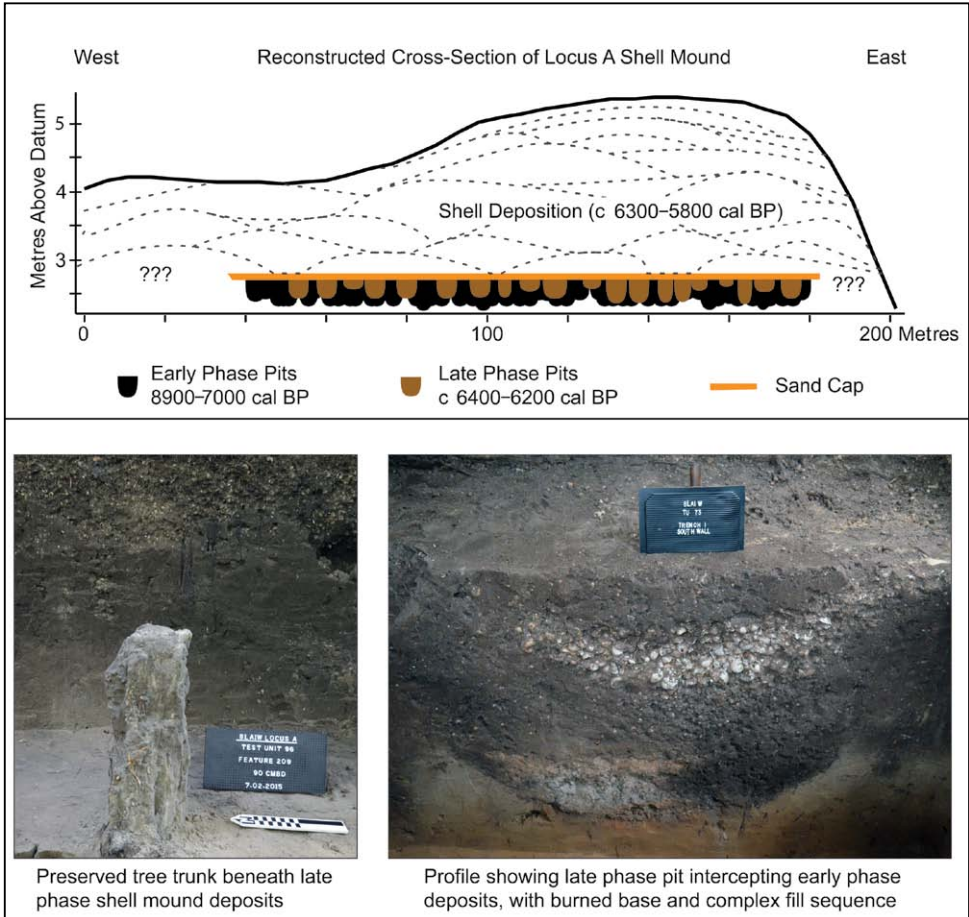 West Reconstructed Cross-Section of Locus A Shell Mound East
Metres Above Datum
5
4
3
Shell Deposition (c 6300–5800 cal BP)
??? ???
0 100 200 Metres
Early Phase Pits
8900–7000 cal BP
Late Phase Pits
c 6400–6200 cal BP
Sand Cap
8LA1W LOCUS A
TEST UNIT 96
FEATURE 209
90 CMBD
7-02-2015
8LA1 W
TU 73
TRENCH 1
SOUTH WALL
Preserved tree trunk beneath late
phase shell mound deposits
Profile showing late phase pit intercepting early phase
deposits, with burned base and complex fill sequence